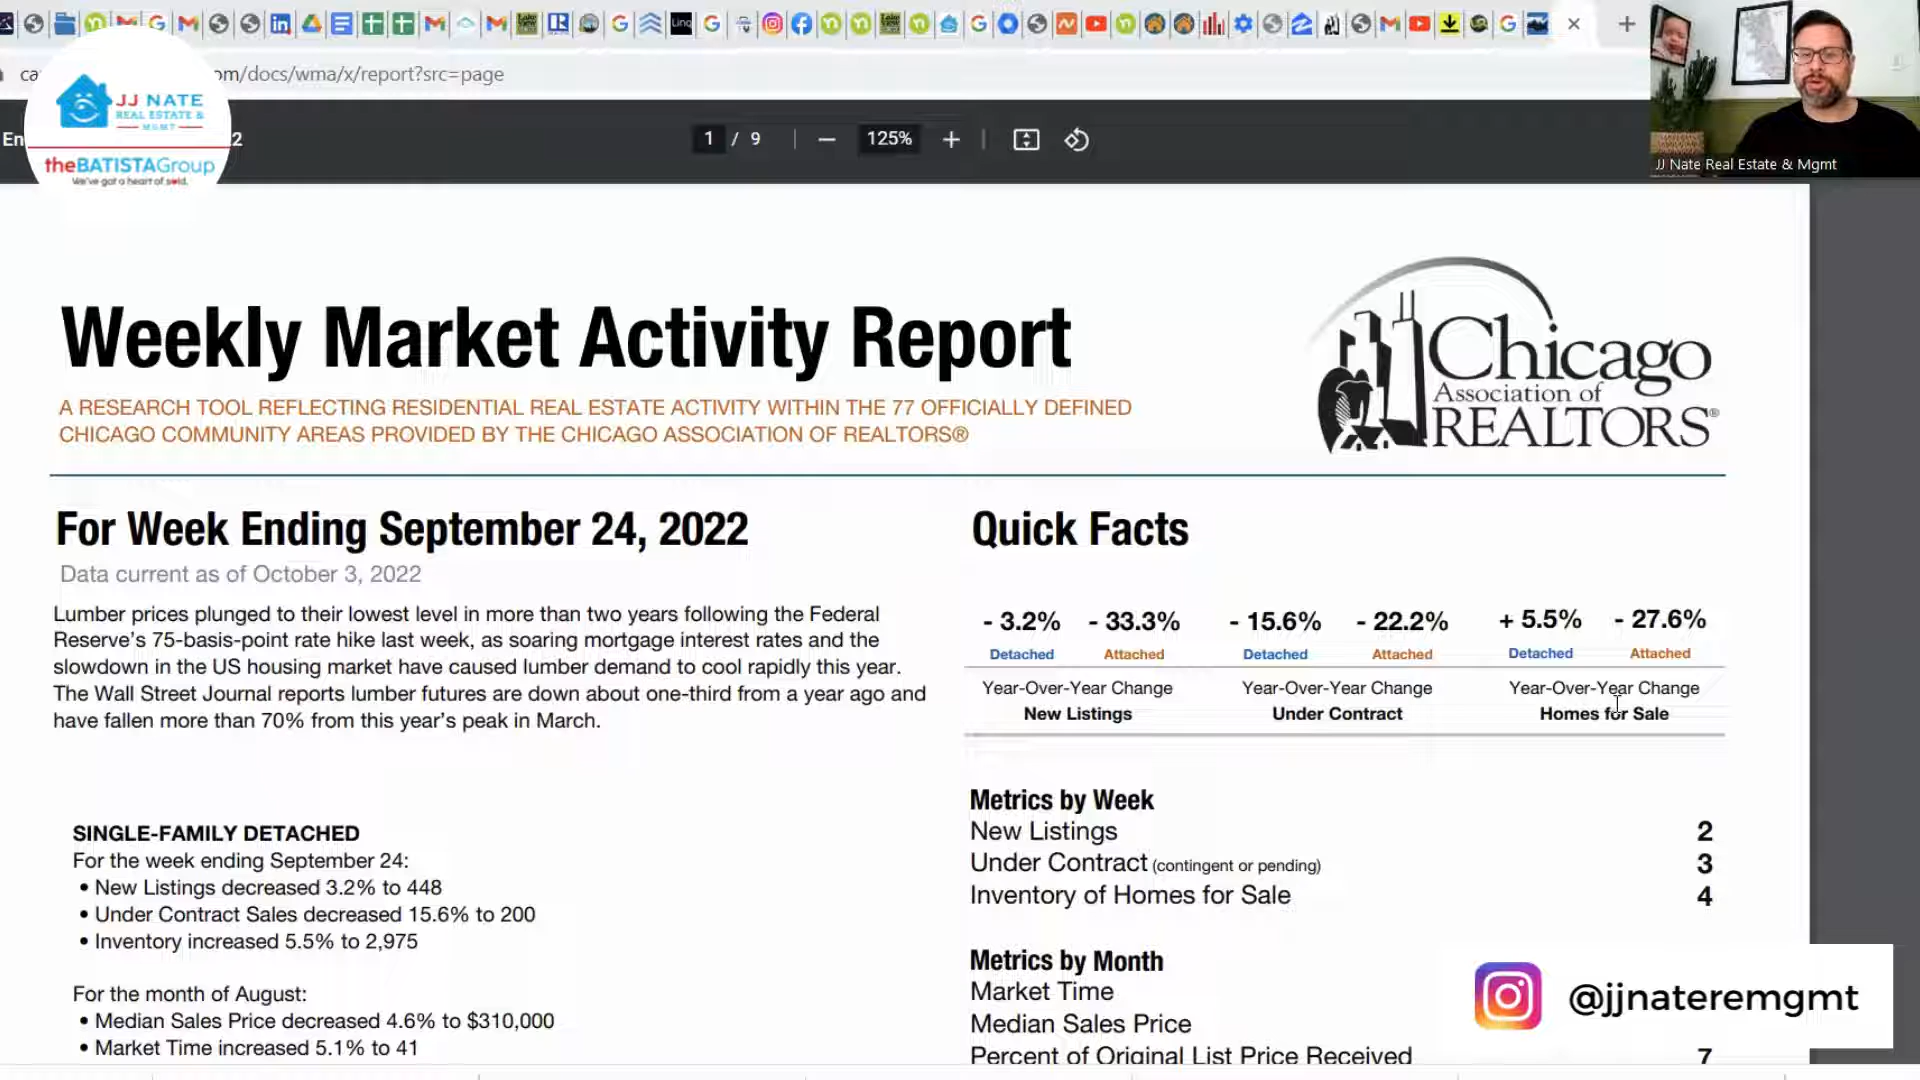 om/docs/wma/x/report?src=page
JJ NATE
REAL ESTATE &
MGMT
theBATISTAGroup
We've got a heart of sold.
En
2
1 / 9
125%
JJ Nate Real Estate & Mgmt
Weekly Market Activity Report
A RESEARCH TOOL REFLECTING RESIDENTIAL REAL ESTATE ACTIVITY WITHIN THE 77 OFFICIALLY DEFINED
CHICAGO COMMUNITY AREAS PROVIDED BY THE CHICAGO ASSOCIATION OF REALTORS®
Chicago
Association of
REALTORS®
For Week Ending September 24, 2022
Data current as of October 3, 2022
Lumber prices plunged to their lowest level in more than two years following the Federal
Reserve's 75-basis-point rate hike last week, as soaring mortgage interest rates and the
slowdown in the US housing market have caused lumber demand to cool rapidly this year.
The Wall Street Journal reports lumber futures are down about one-third from a year ago and
have fallen more than 70% from this year's peak in March.
SINGLE-FAMILY DETACHED
For the week ending September 24:
• New Listings decreased 3.2% to 448
• Under Contract Sales decreased 15.6% to 200
• Inventory increased 5.5% to 2,975
For the month of August:
• Median Sales Price decreased 4.6% to $310,000
• Market Time increased 5.1% to 41
Quick Facts
- 3.2% - 33.3% - 15.6% - 22.2% + 5.5% - 27.6%
Detached Attached Detached Attached Detached Attached
Year-Over-Year Change Year-Over-Year Change Year-Over-Year Change
New Listings Under Contract Homes for Sale
Metrics by Week
New Listings 2
Under Contract (contingent or pending) 3
Inventory of Homes for Sale 4
Metrics by Month
Market Time
Median Sales Price
Percent of Original List Price Received 7
@jjnateremgmt